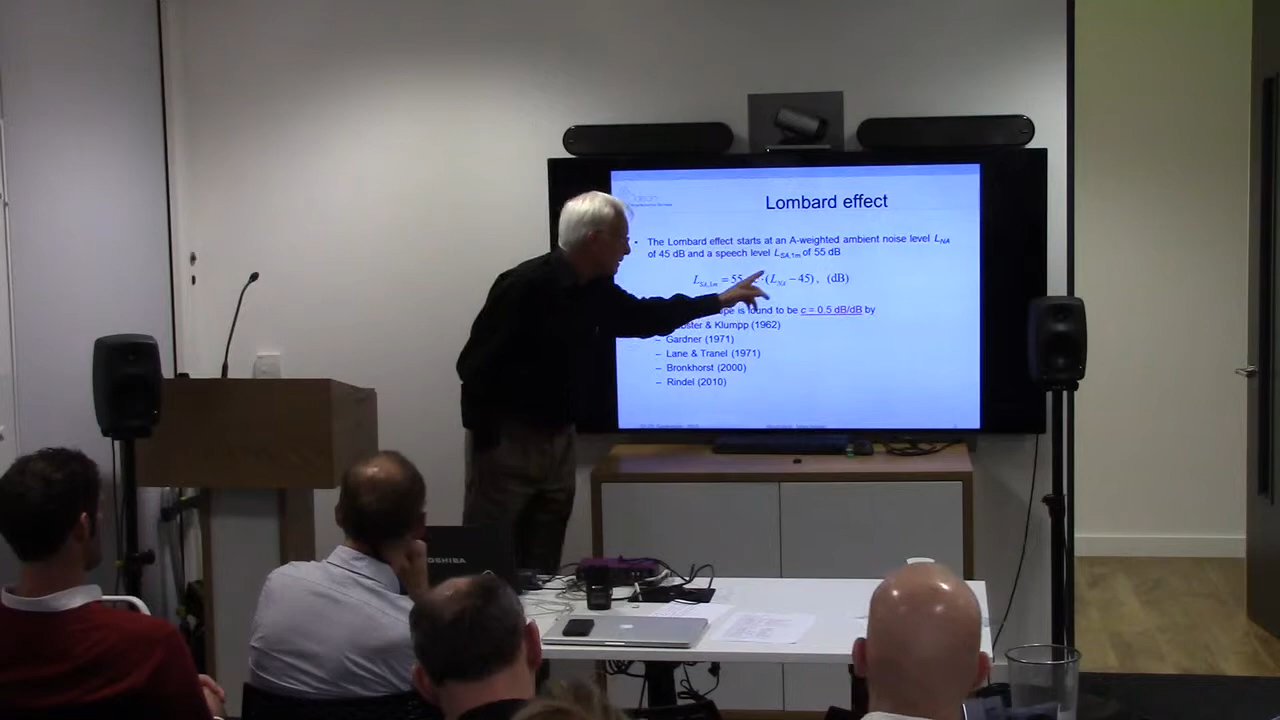 odeon
Lombard effect
• The Lombard effect starts at an A-weighted ambient noise level L_NA
of 45 dB and a speech level L_SA,1m of 55 dB
L_SA,1m = 55 · (L_NA − 45), (dB)
is found to be c = 0.5 dB/dB by
& Klumpp (1962)
– Gardner (1971)
– Lane & Tranel (1971)
– Bronkhorst (2000)
– Rindel (2010)
TOSHIBA